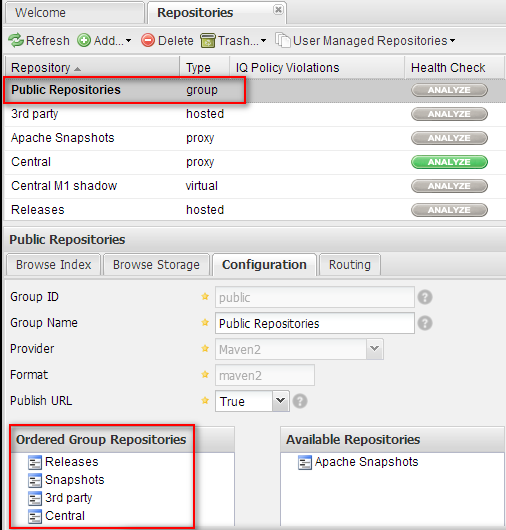 Welcome Repositories
Refresh Add... Delete Trash... User Managed Repositories
Repository Type IQ Policy Violations Health Check
Public Repositories group ANALYZE
3rd party hosted ANALYZE
Apache Snapshots proxy ANALYZE
Central proxy ANALYZE
Central M1 shadow virtual ANALYZE
Releases hosted ANALYZE
Public Repositories
Browse Index Browse Storage Configuration Routing
Group ID public ?
Group Name Public Repositories ?
Provider Maven2
Format maven2
Publish URL True ?
Ordered Group Repositories Available Repositories
Releases Apache Snapshots
Snapshots
3rd party
Central